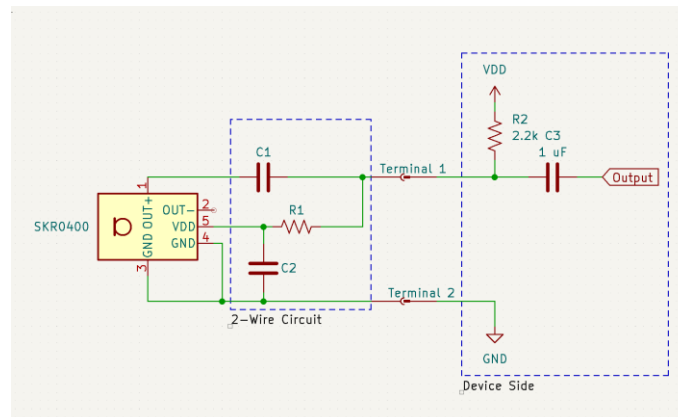 VDD
R2
2.2k C3
1 uF
C1
Terminal 1
Output
1
OUT+
OUT- 2
SKR0400
VDD 5
R1
GND 4
GND
3
C2
Terminal 2
2-Wire Circuit
GND
Device Side